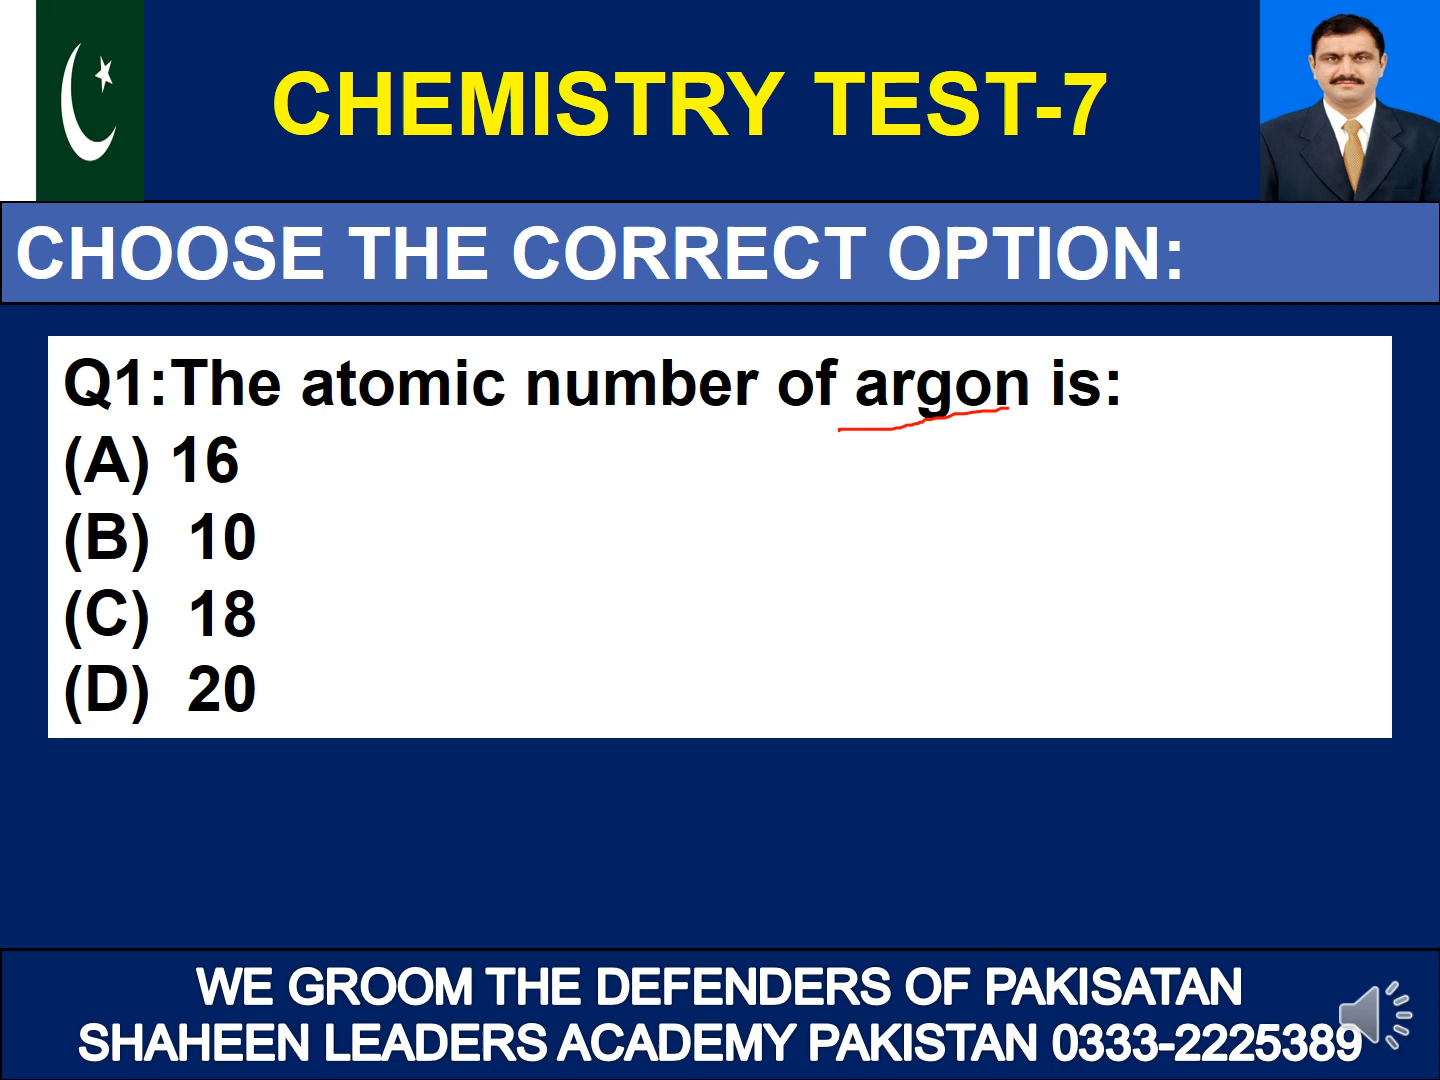 CHEMISTRY TEST-7
CHOOSE THE CORRECT OPTION:
Q1:The atomic number of argon is:
(A) 16
(B) 10
(C) 18
(D) 20
WE GROOM THE DEFENDERS OF PAKISATAN
SHAHEEN LEADERS ACADEMY PAKISTAN 0333-2225389